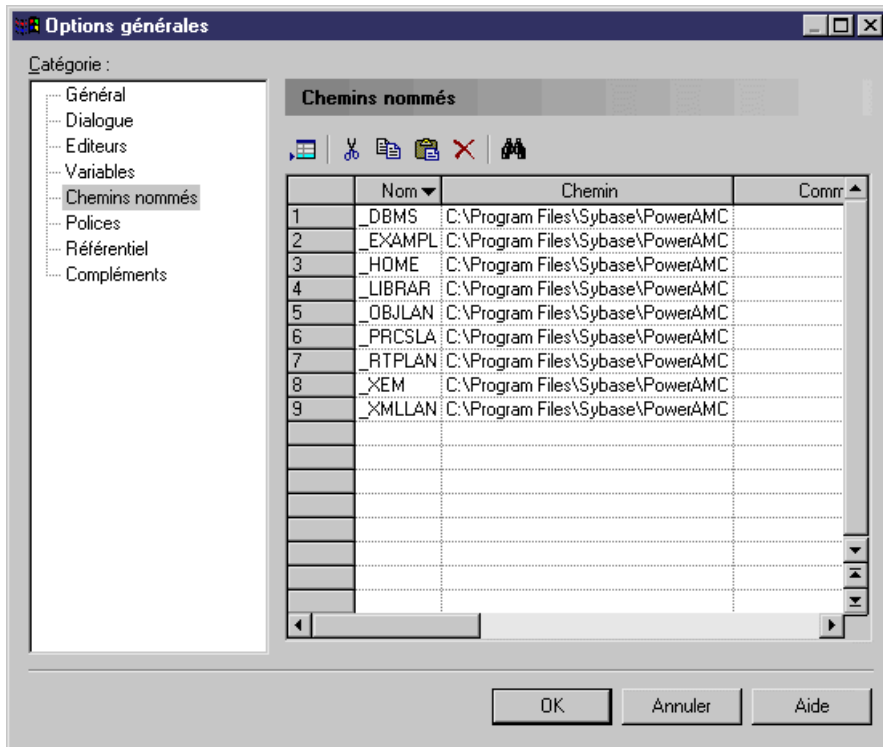 Options générales
Catégorie :
Général
Dialogue
Editeurs
Variables
Chemins nommés
Polices
Référentiel
Compléments
Chemins nommés
Nom Chemin Comm
1 _DBMS C:\Program Files\Sybase\PowerAMC
2 _EXAMPL C:\Program Files\Sybase\PowerAMC
3 _HOME C:\Program Files\Sybase\PowerAMC
4 _LIBRAR C:\Program Files\Sybase\PowerAMC
5 _OBJLAN C:\Program Files\Sybase\PowerAMC
6 _PRCSLA C:\Program Files\Sybase\PowerAMC
7 _RTPLAN C:\Program Files\Sybase\PowerAMC
8 _XEM C:\Program Files\Sybase\PowerAMC
9 _XMLLAN C:\Program Files\Sybase\PowerAMC
OK Annuler Aide